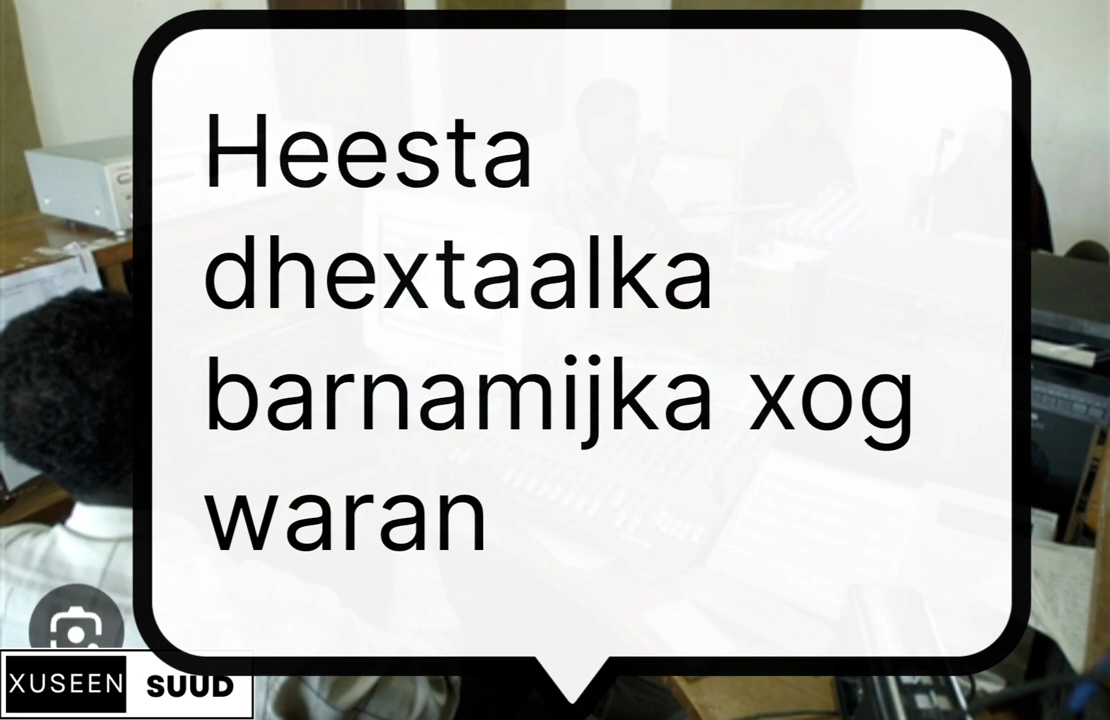 Heesta
dhextaalka
barnamijka xog
waran
XUSEEN SUUD